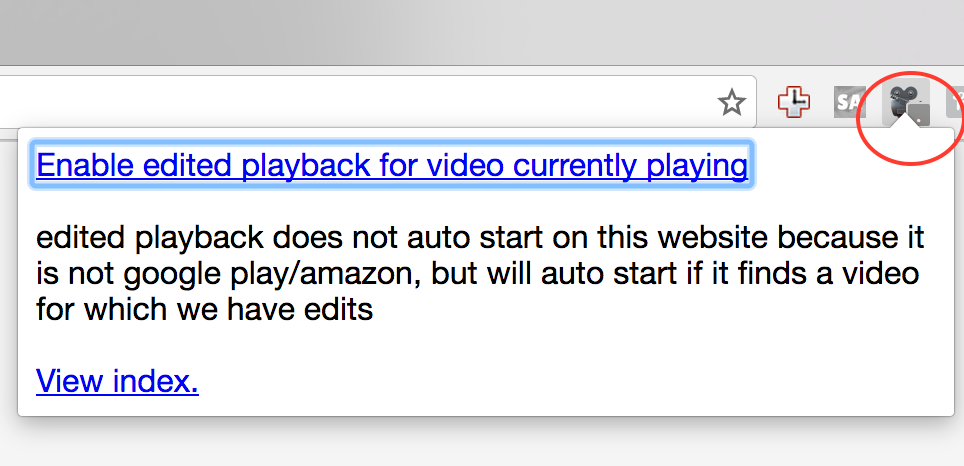 SA
Enable edited playback for video currently playing
edited playback does not auto start on this website because it
is not google play/amazon, but will auto start if it finds a video
for which we have edits
View index.